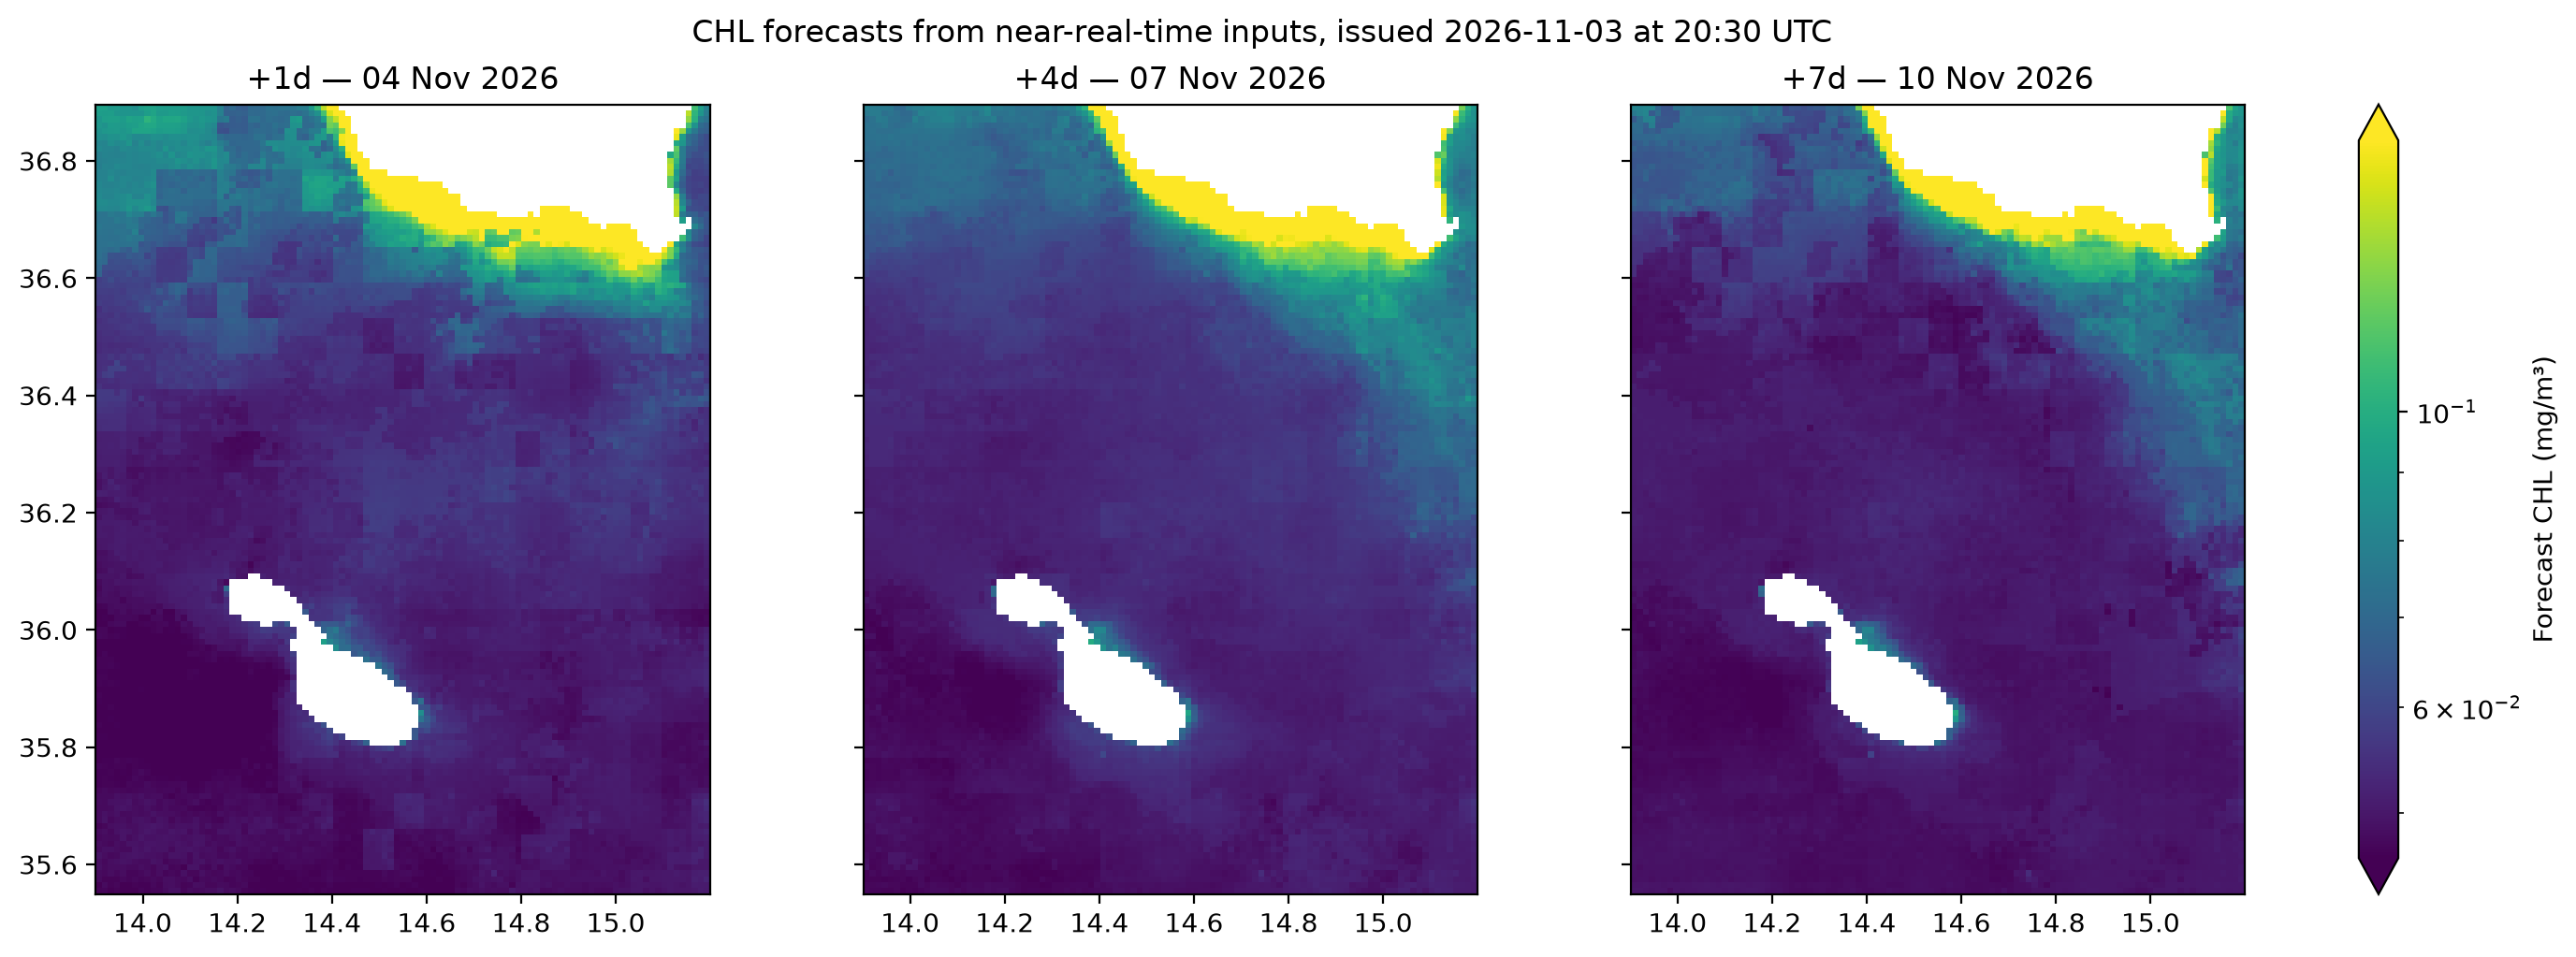 CHL forecasts from near-real-time inputs, issued 2026-11-03 at 20:30 UTC
+1d — 04 Nov 2026
+4d — 07 Nov 2026
+7d — 10 Nov 2026
36.8
36.6
36.4
36.2
36.0
35.8
35.6
14.0 14.2 14.4 14.6 14.8 15.0
14.0 14.2 14.4 14.6 14.8 15.0
14.0 14.2 14.4 14.6 14.8 15.0
10⁻¹
6 × 10⁻²
Forecast CHL (mg/m³)